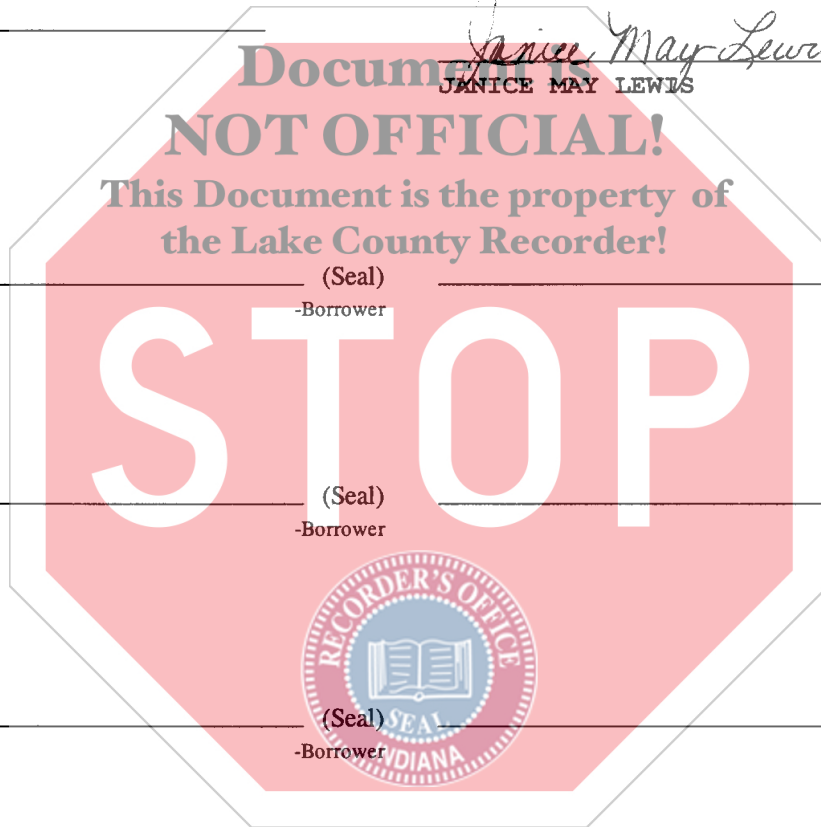 Janice May Lewi
Document is
JANICE MAY LEWIS
NOT OFFICIAL!
This Document is the property of
the Lake County Recorder!
(Seal)
-Borrower
STOP
(Seal)
-Borrower
RECORDER'S OFFICE
(Seal)
SEAL
-Borrower
INDIANA